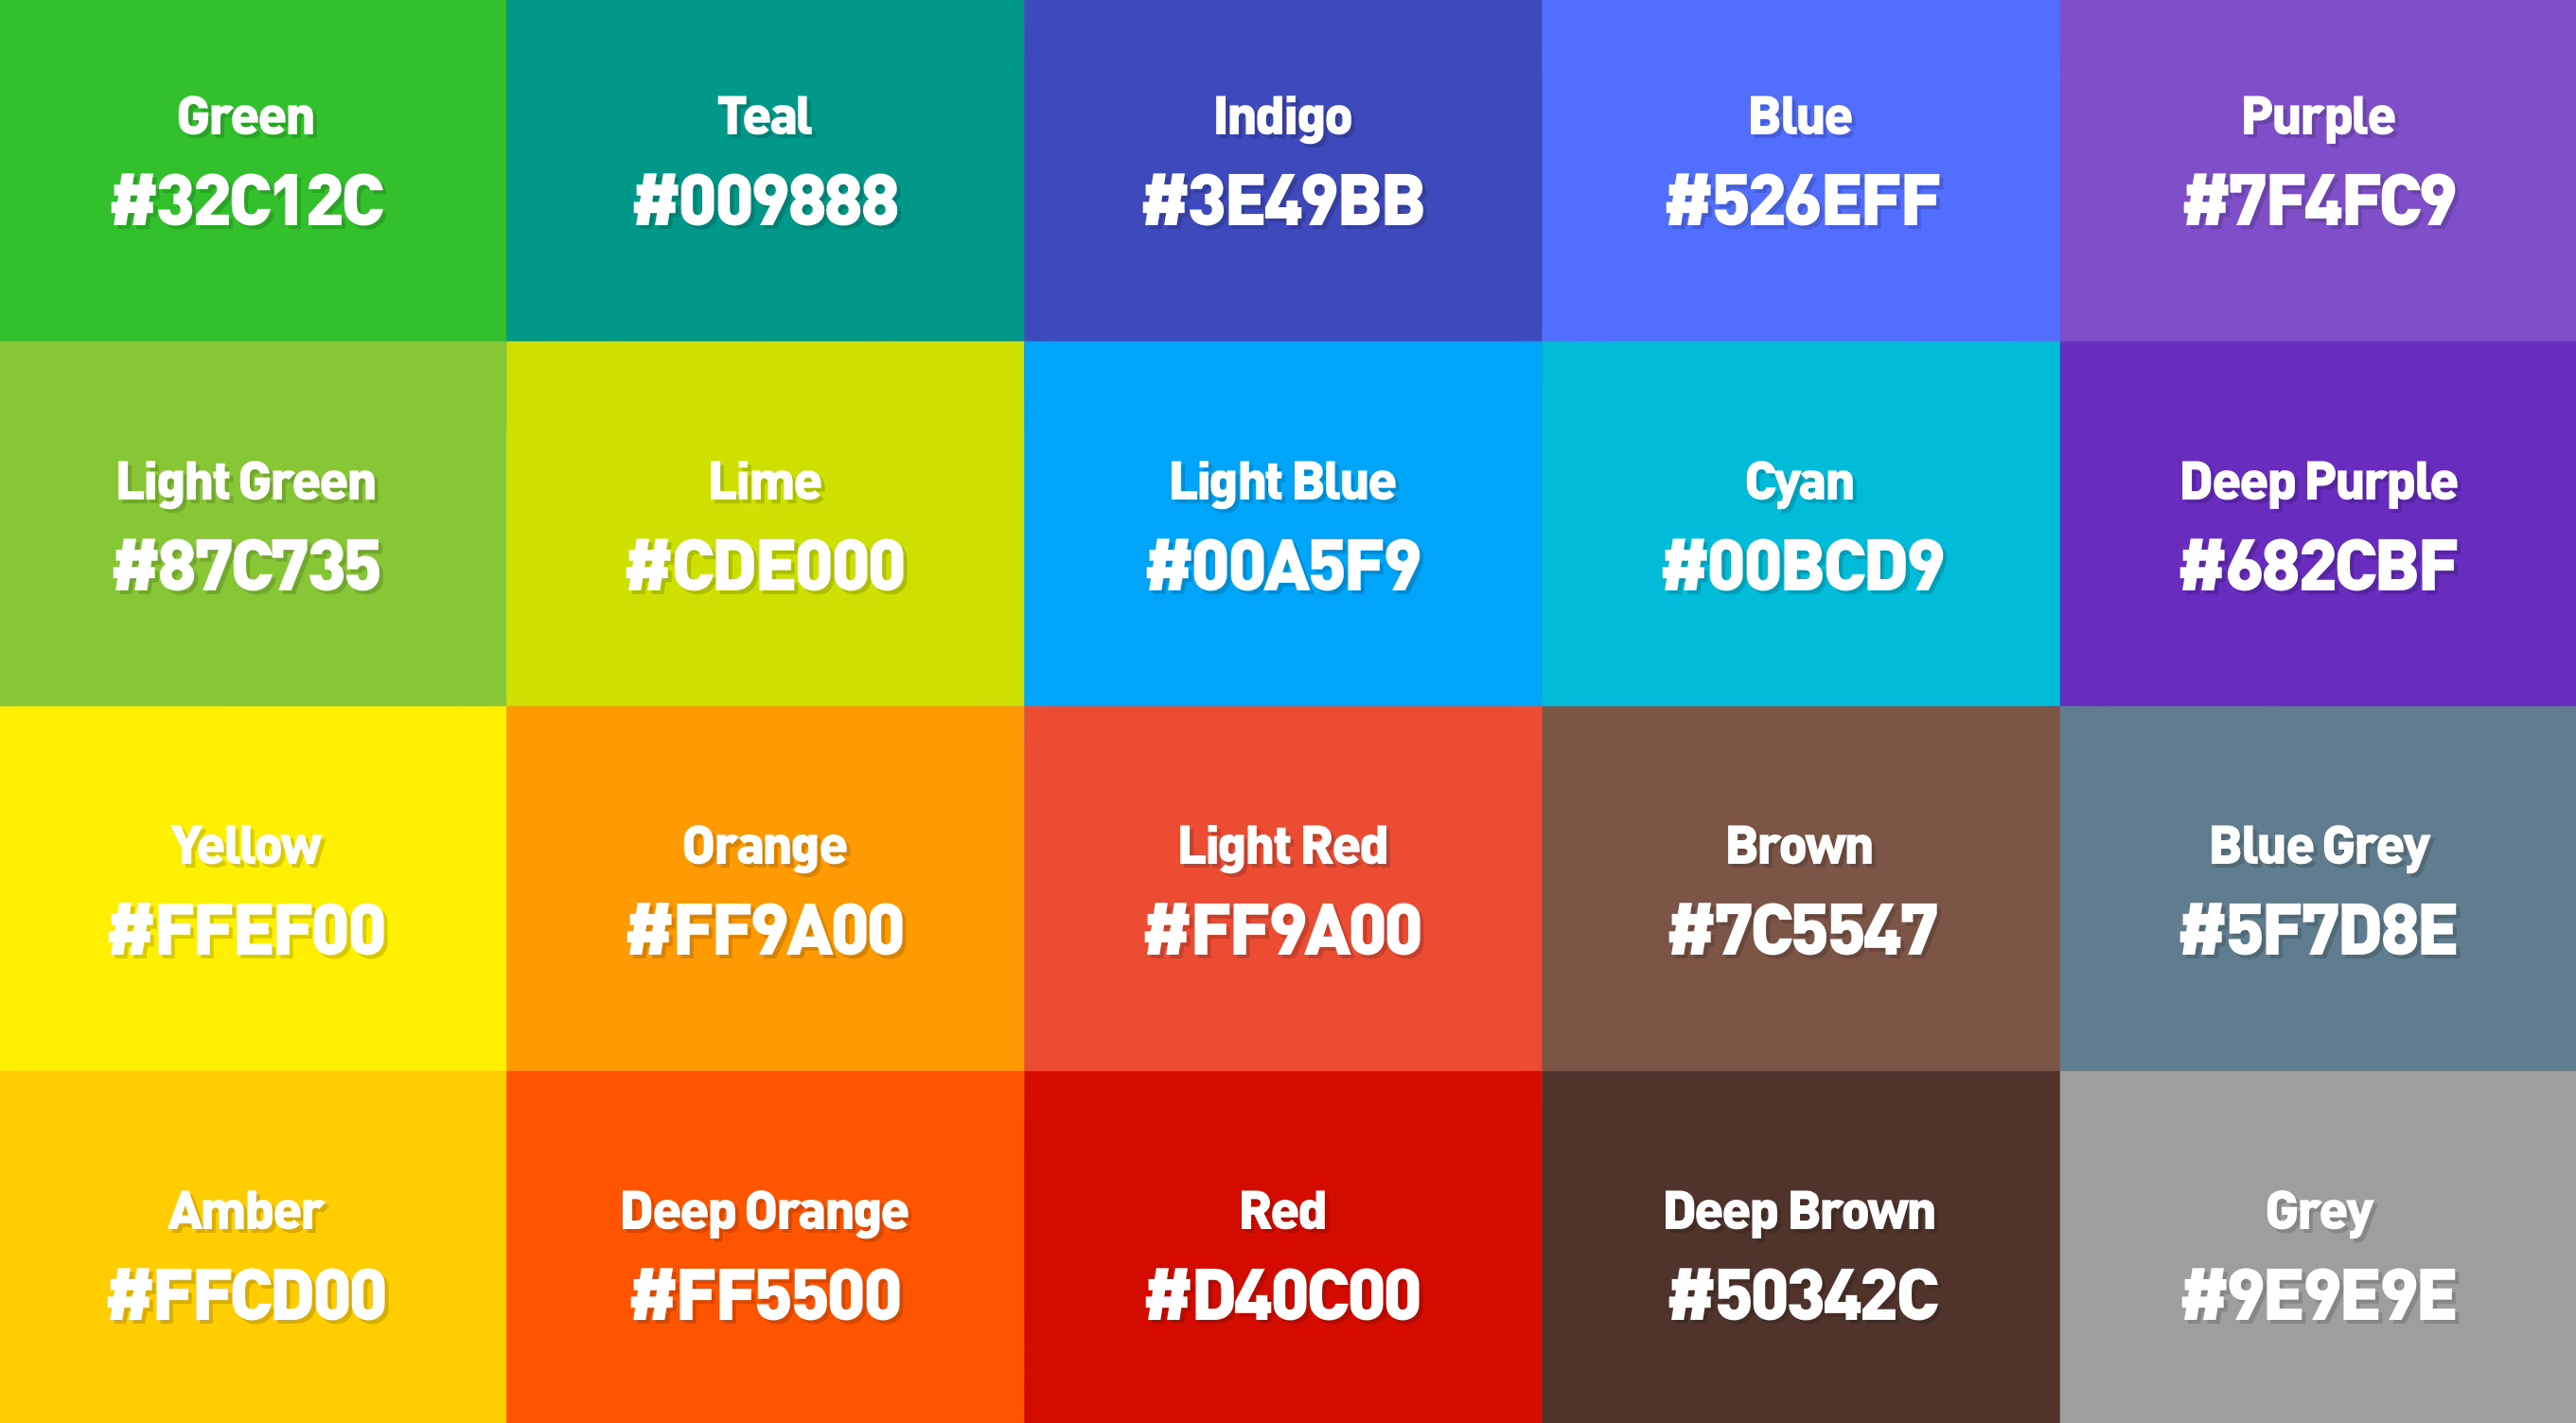 Green
#32C12C
Teal
#009888
Indigo
#3E49BB
Blue
#526EFF
Purple
#7F4FC9
Light Green
#87C735
Lime
#CDE000
Light Blue
#00A5F9
Cyan
#00BCD9
Deep Purple
#682CBF
Yellow
#FFEF00
Orange
#FF9A00
Light Red
#FF9A00
Brown
#7C5547
Blue Grey
#5F7D8E
Amber
#FFCD00
Deep Orange
#FF5500
Red
#D40C00
Deep Brown
#50342C
Grey
#9E9E9E